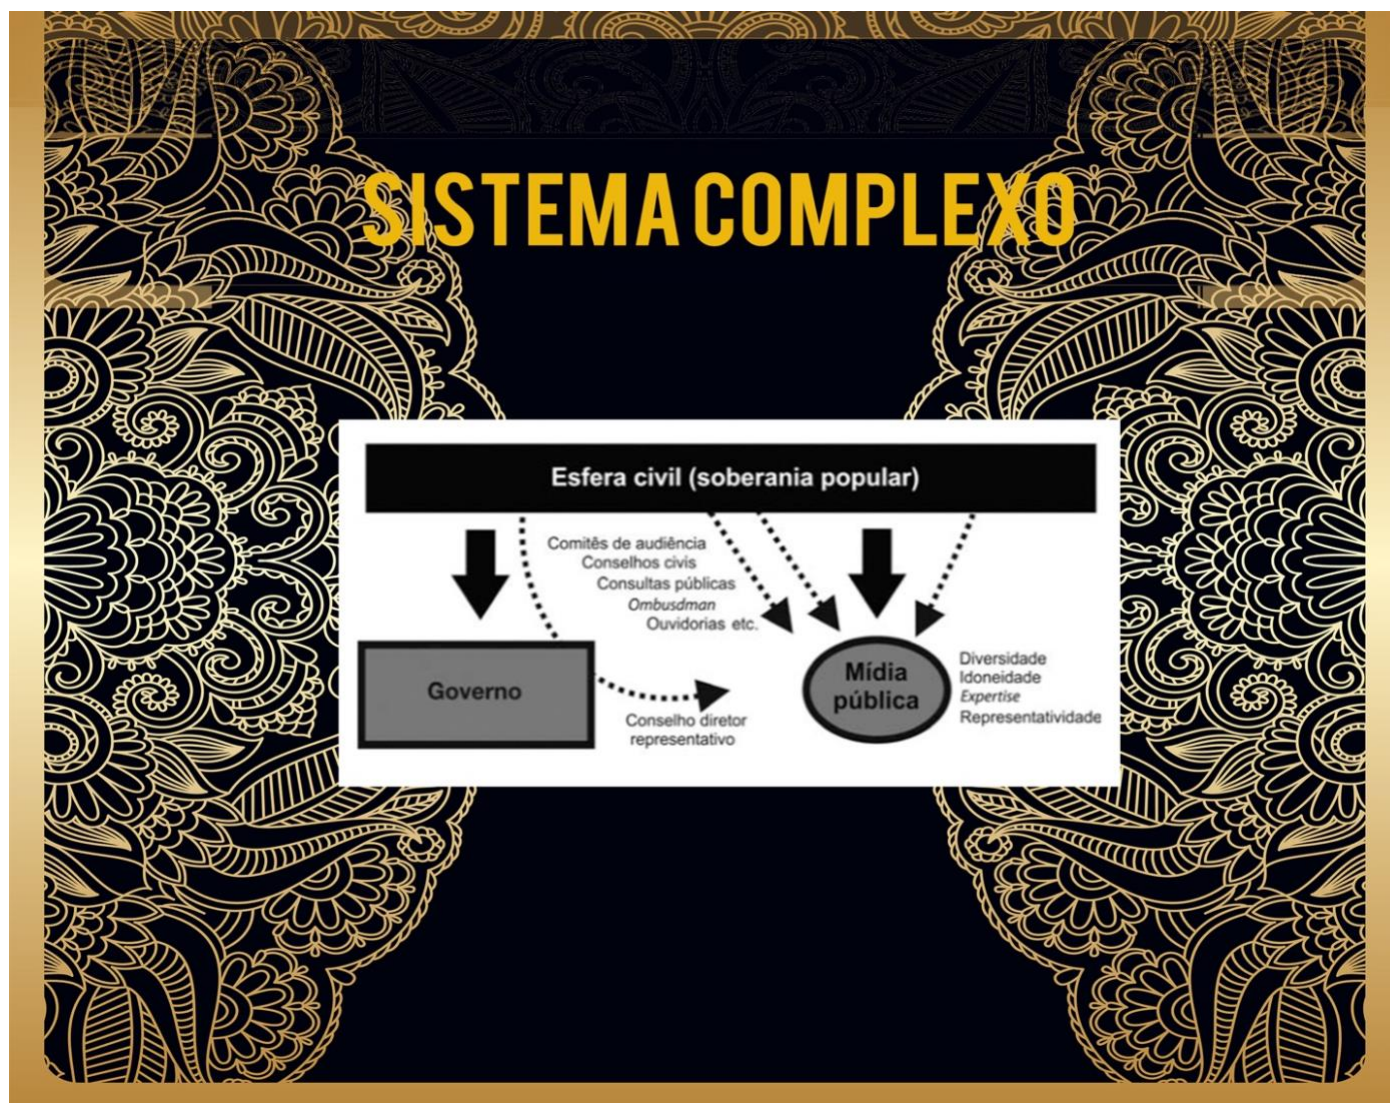 SISTEMA COMPLEXO
Esfera civil (soberania popular)
Comitês de audiência
Conselhos civis
Consultas públicas
Ombusdman
Ouvidorias etc.
Governo
Conselho diretor
representativo
Mídia
pública
Diversidade
Idoneidade
Expertise
Representatividade